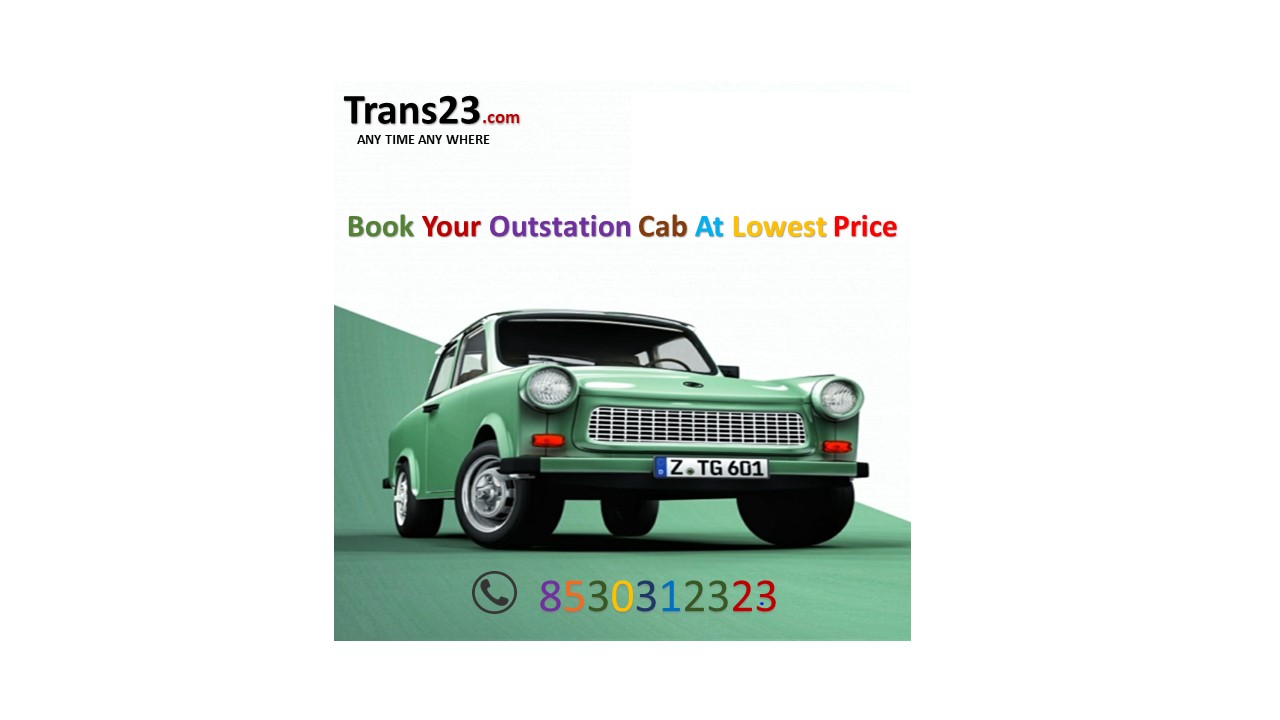 Trans23.com
ANY TIME ANY WHERE
Book Your Outstation Cab At Lowest Price
Z TG 601
8530312323